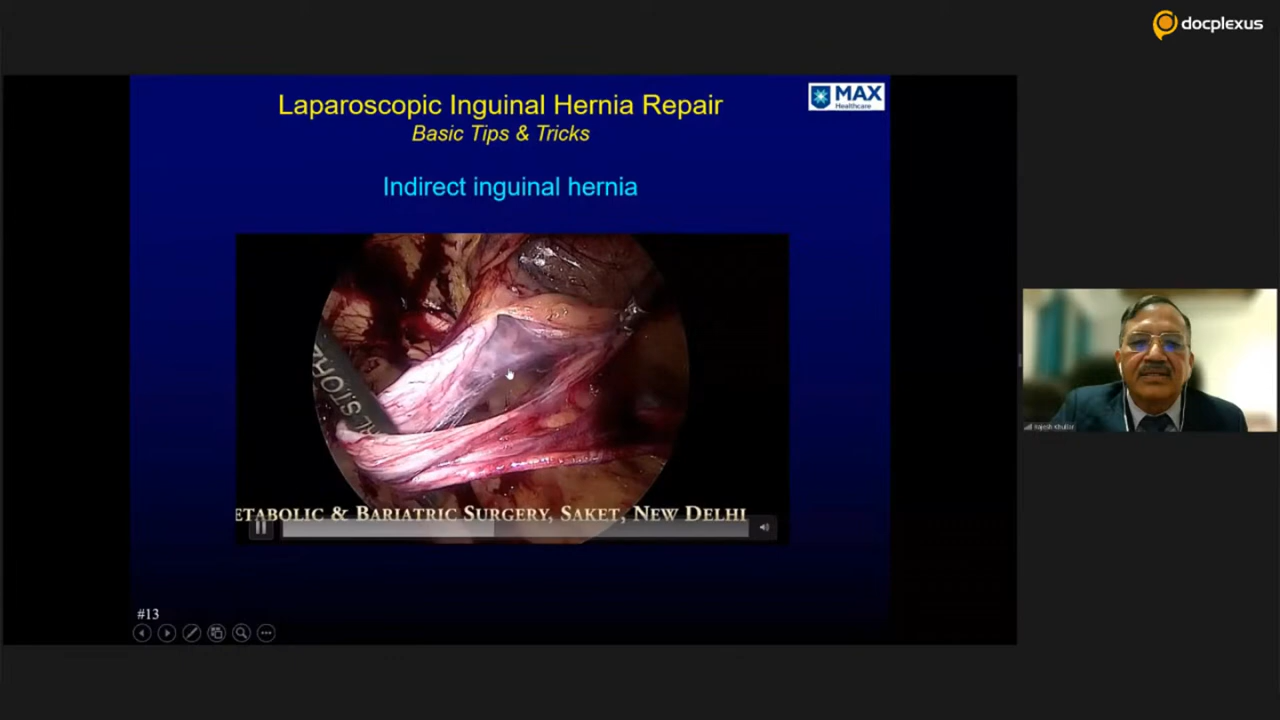 docplexus
Laparoscopic Inguinal Hernia Repair
Basic Tips & Tricks
MAX
Healthcare
Indirect inguinal hernia
ETABOLIC & BARIATRIC SURGERY, SAKET, NEW DELHI
#13